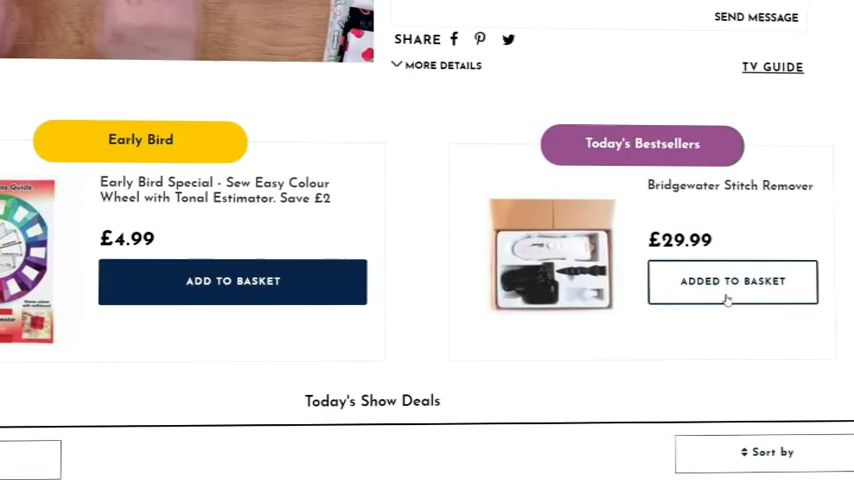 SEND MESSAGE
SHARE
MORE DETAILS
TV GUIDE
Early Bird
Early Bird Special - Sew Easy Colour
Wheel with Tonal Estimator. Save £2
£4.99
ADD TO BASKET
Today's Bestsellers
Bridgewater Stitch Remover
£29.99
ADDED TO BASKET
Today's Show Deals
Sort by